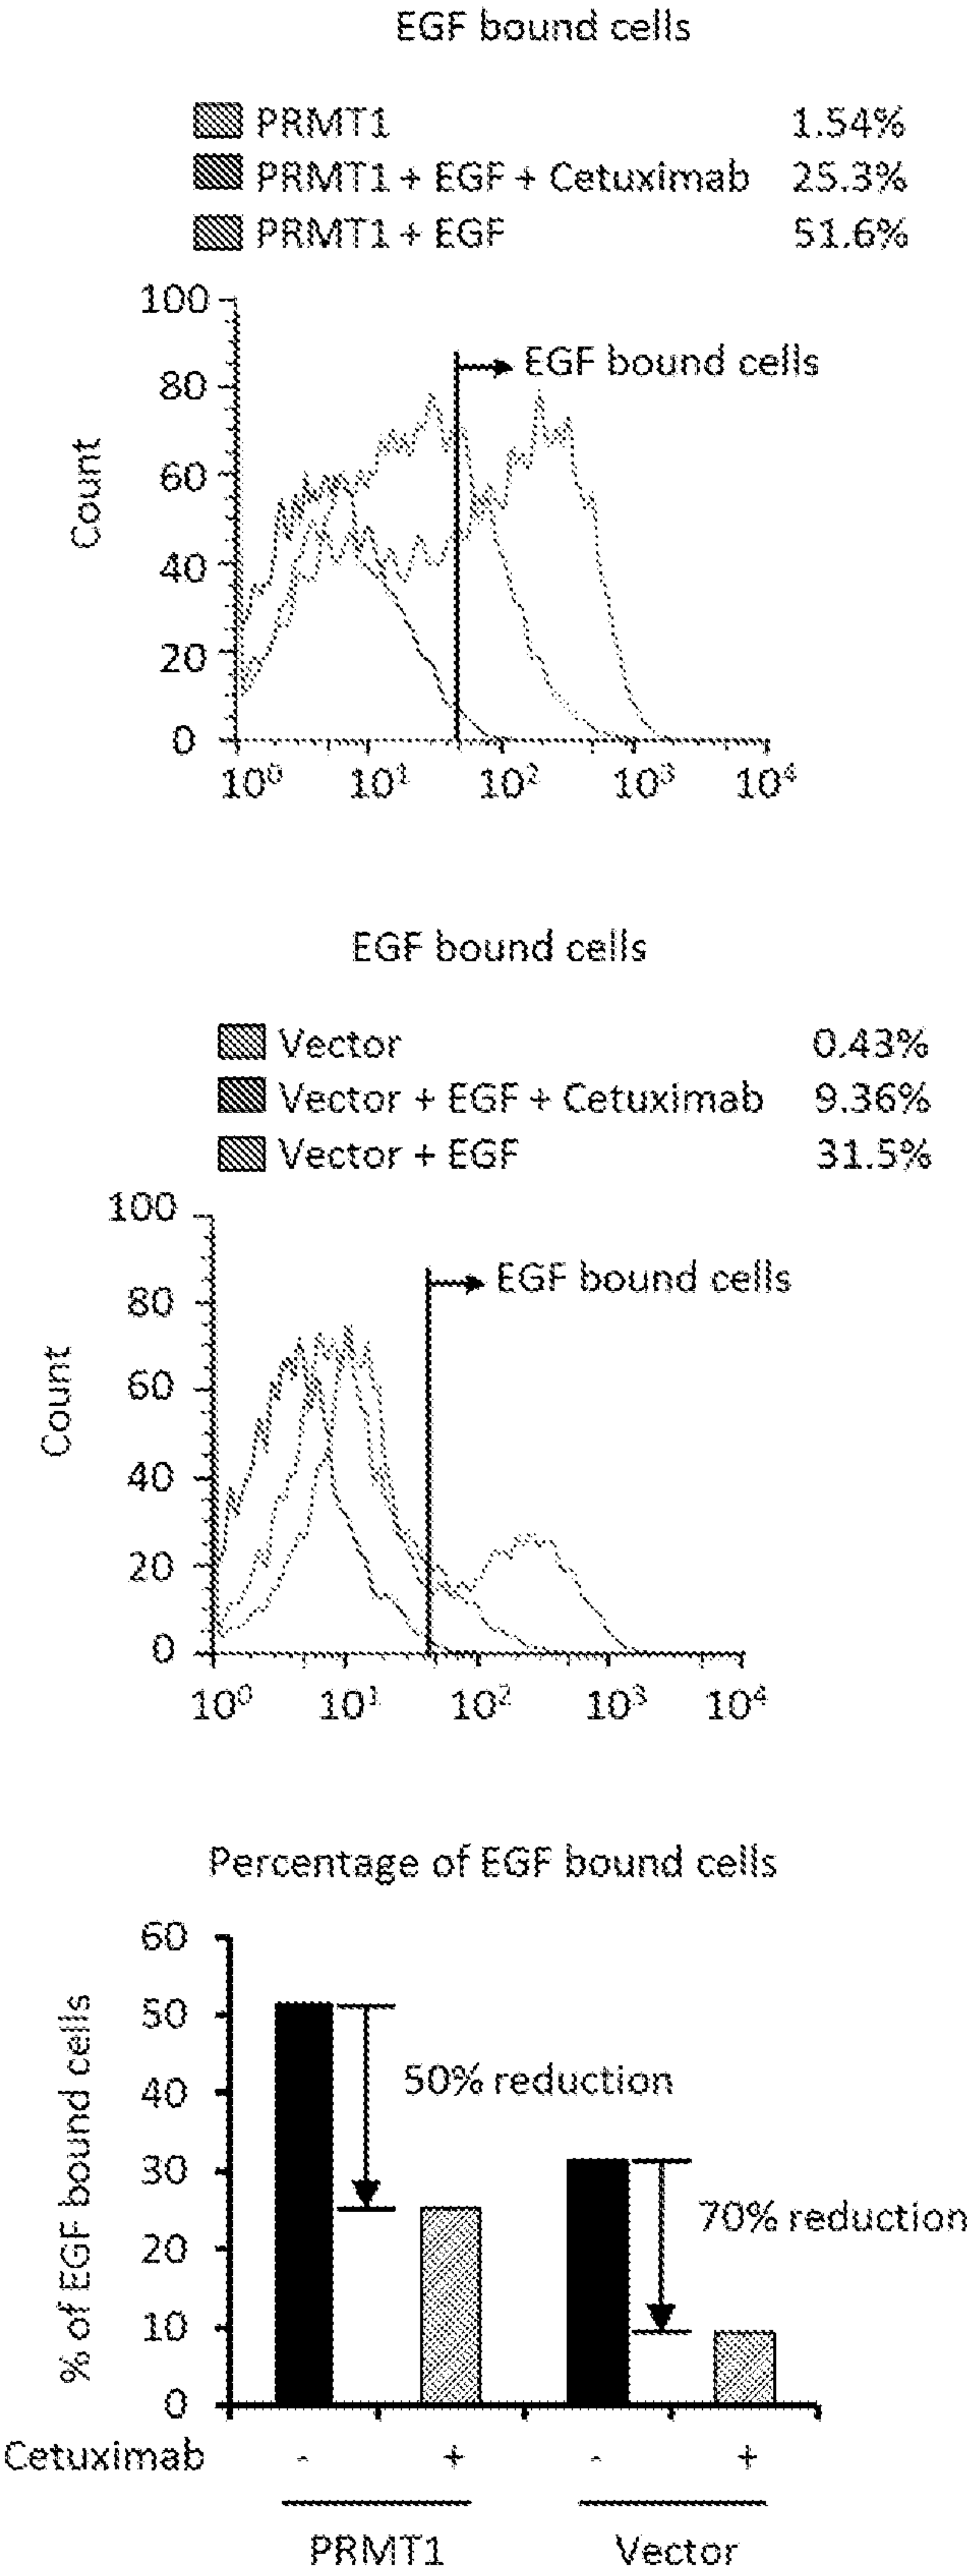 EGF bound cells
PRMT1 1.54%
PRMT1 + EGF + Cetuximab 25.3%
PRMT1 + EGF 51.6%
EGF bound cells
Count
100
80
60
40
20
0
10⁰ 10¹ 10² 10³ 10⁴
EGF bound cells
Vector 0.43%
Vector + EGF + Cetuximab 9.36%
Vector + EGF 31.5%
EGF bound cells
Count
100
80
60
40
20
0
10⁰ 10¹ 10² 10³ 10⁴
Percentage of EGF bound cells
% of EGF bound cells
60
50
40
30
20
10
0
50% reduction
70% reduction
Cetuximab - + - +
PRMT1 Vector